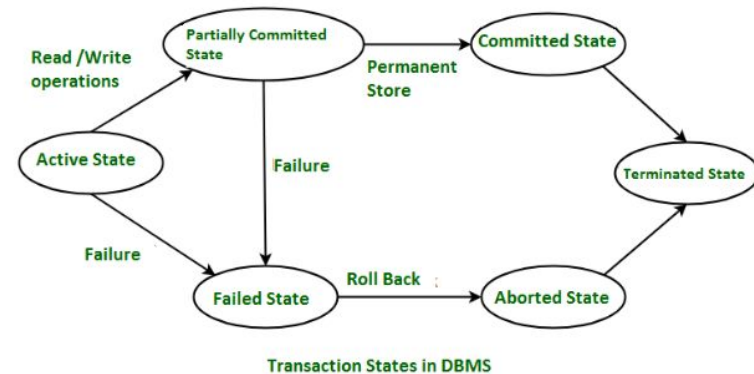 Partially Committed
State
Committed State
Read /Write
operations
Permanent
Store
Active State
Failure
Terminated State
Failure
Failed State
Roll Back
Aborted State
Transaction States in DBMS